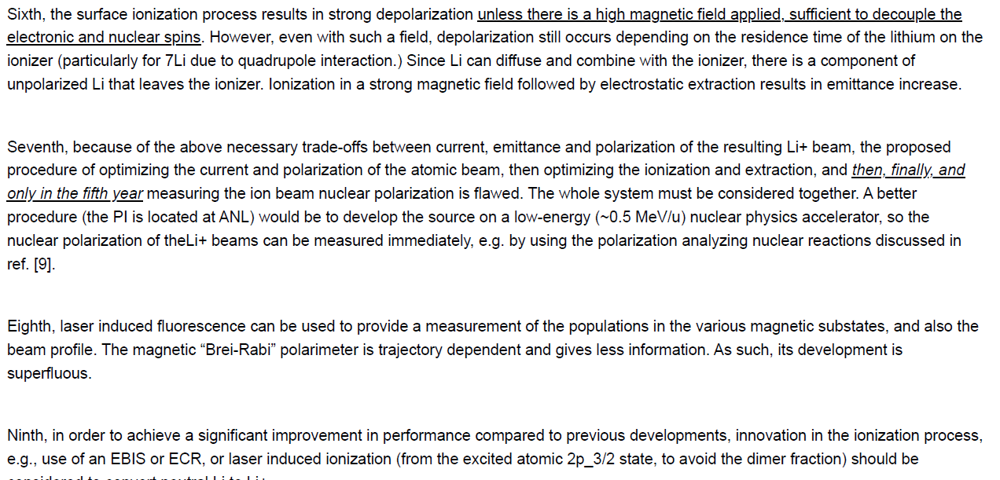 Sixth, the surface ionization process results in strong depolarization unless there is a high magnetic field applied, sufficient to decouple the
electronic and nuclear spins. However, even with such a field, depolarization still occurs depending on the residence time of the lithium on the
ionizer (particularly for 7Li due to quadrupole interaction.) Since Li can diffuse and combine with the ionizer, there is a component of
unpolarized Li that leaves the ionizer. Ionization in a strong magnetic field followed by electrostatic extraction results in emittance increase.
Seventh, because of the above necessary trade-offs between current, emittance and polarization of the resulting Li+ beam, the proposed
procedure of optimizing the current and polarization of the atomic beam, then optimizing the ionization and extraction, and then, finally, and
only in the fifth year measuring the ion beam nuclear polarization is flawed. The whole system must be considered together. A better
procedure (the PI is located at ANL) would be to develop the source on a low-energy (~0.5 MeV/u) nuclear physics accelerator, so the
nuclear polarization of theLi+ beams can be measured immediately, e.g. by using the polarization analyzing nuclear reactions discussed in
ref. [9].
Eighth, laser induced fluorescence can be used to provide a measurement of the populations in the various magnetic substates, and also the
beam profile. The magnetic “Brei-Rabi” polarimeter is trajectory dependent and gives less information. As such, its development is
superfluous.
Ninth, in order to achieve a significant improvement in performance compared to previous developments, innovation in the ionization process,
e.g., use of an EBIS or ECR, or laser induced ionization (from the excited atomic 2p_3/2 state, to avoid the dimer fraction) should be